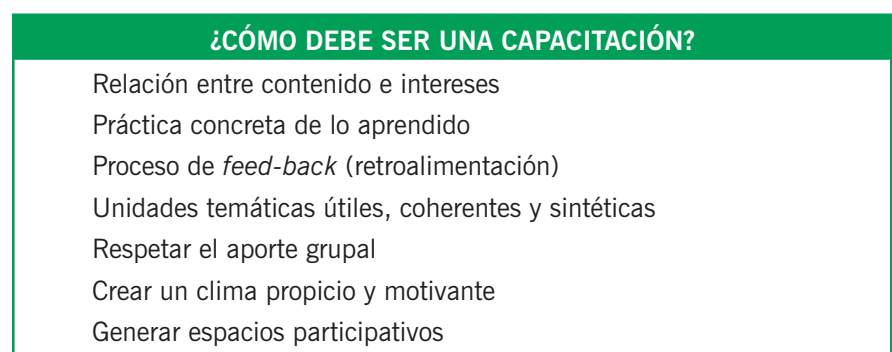 ¿CÓMO DEBE SER UNA CAPACITACIÓN?
Relación entre contenido e intereses
Práctica concreta de lo aprendido
Proceso de feed-back (retroalimentación)
Unidades temáticas útiles, coherentes y sintéticas
Respetar el aporte grupal
Crear un clima propicio y motivante
Generar espacios participativos